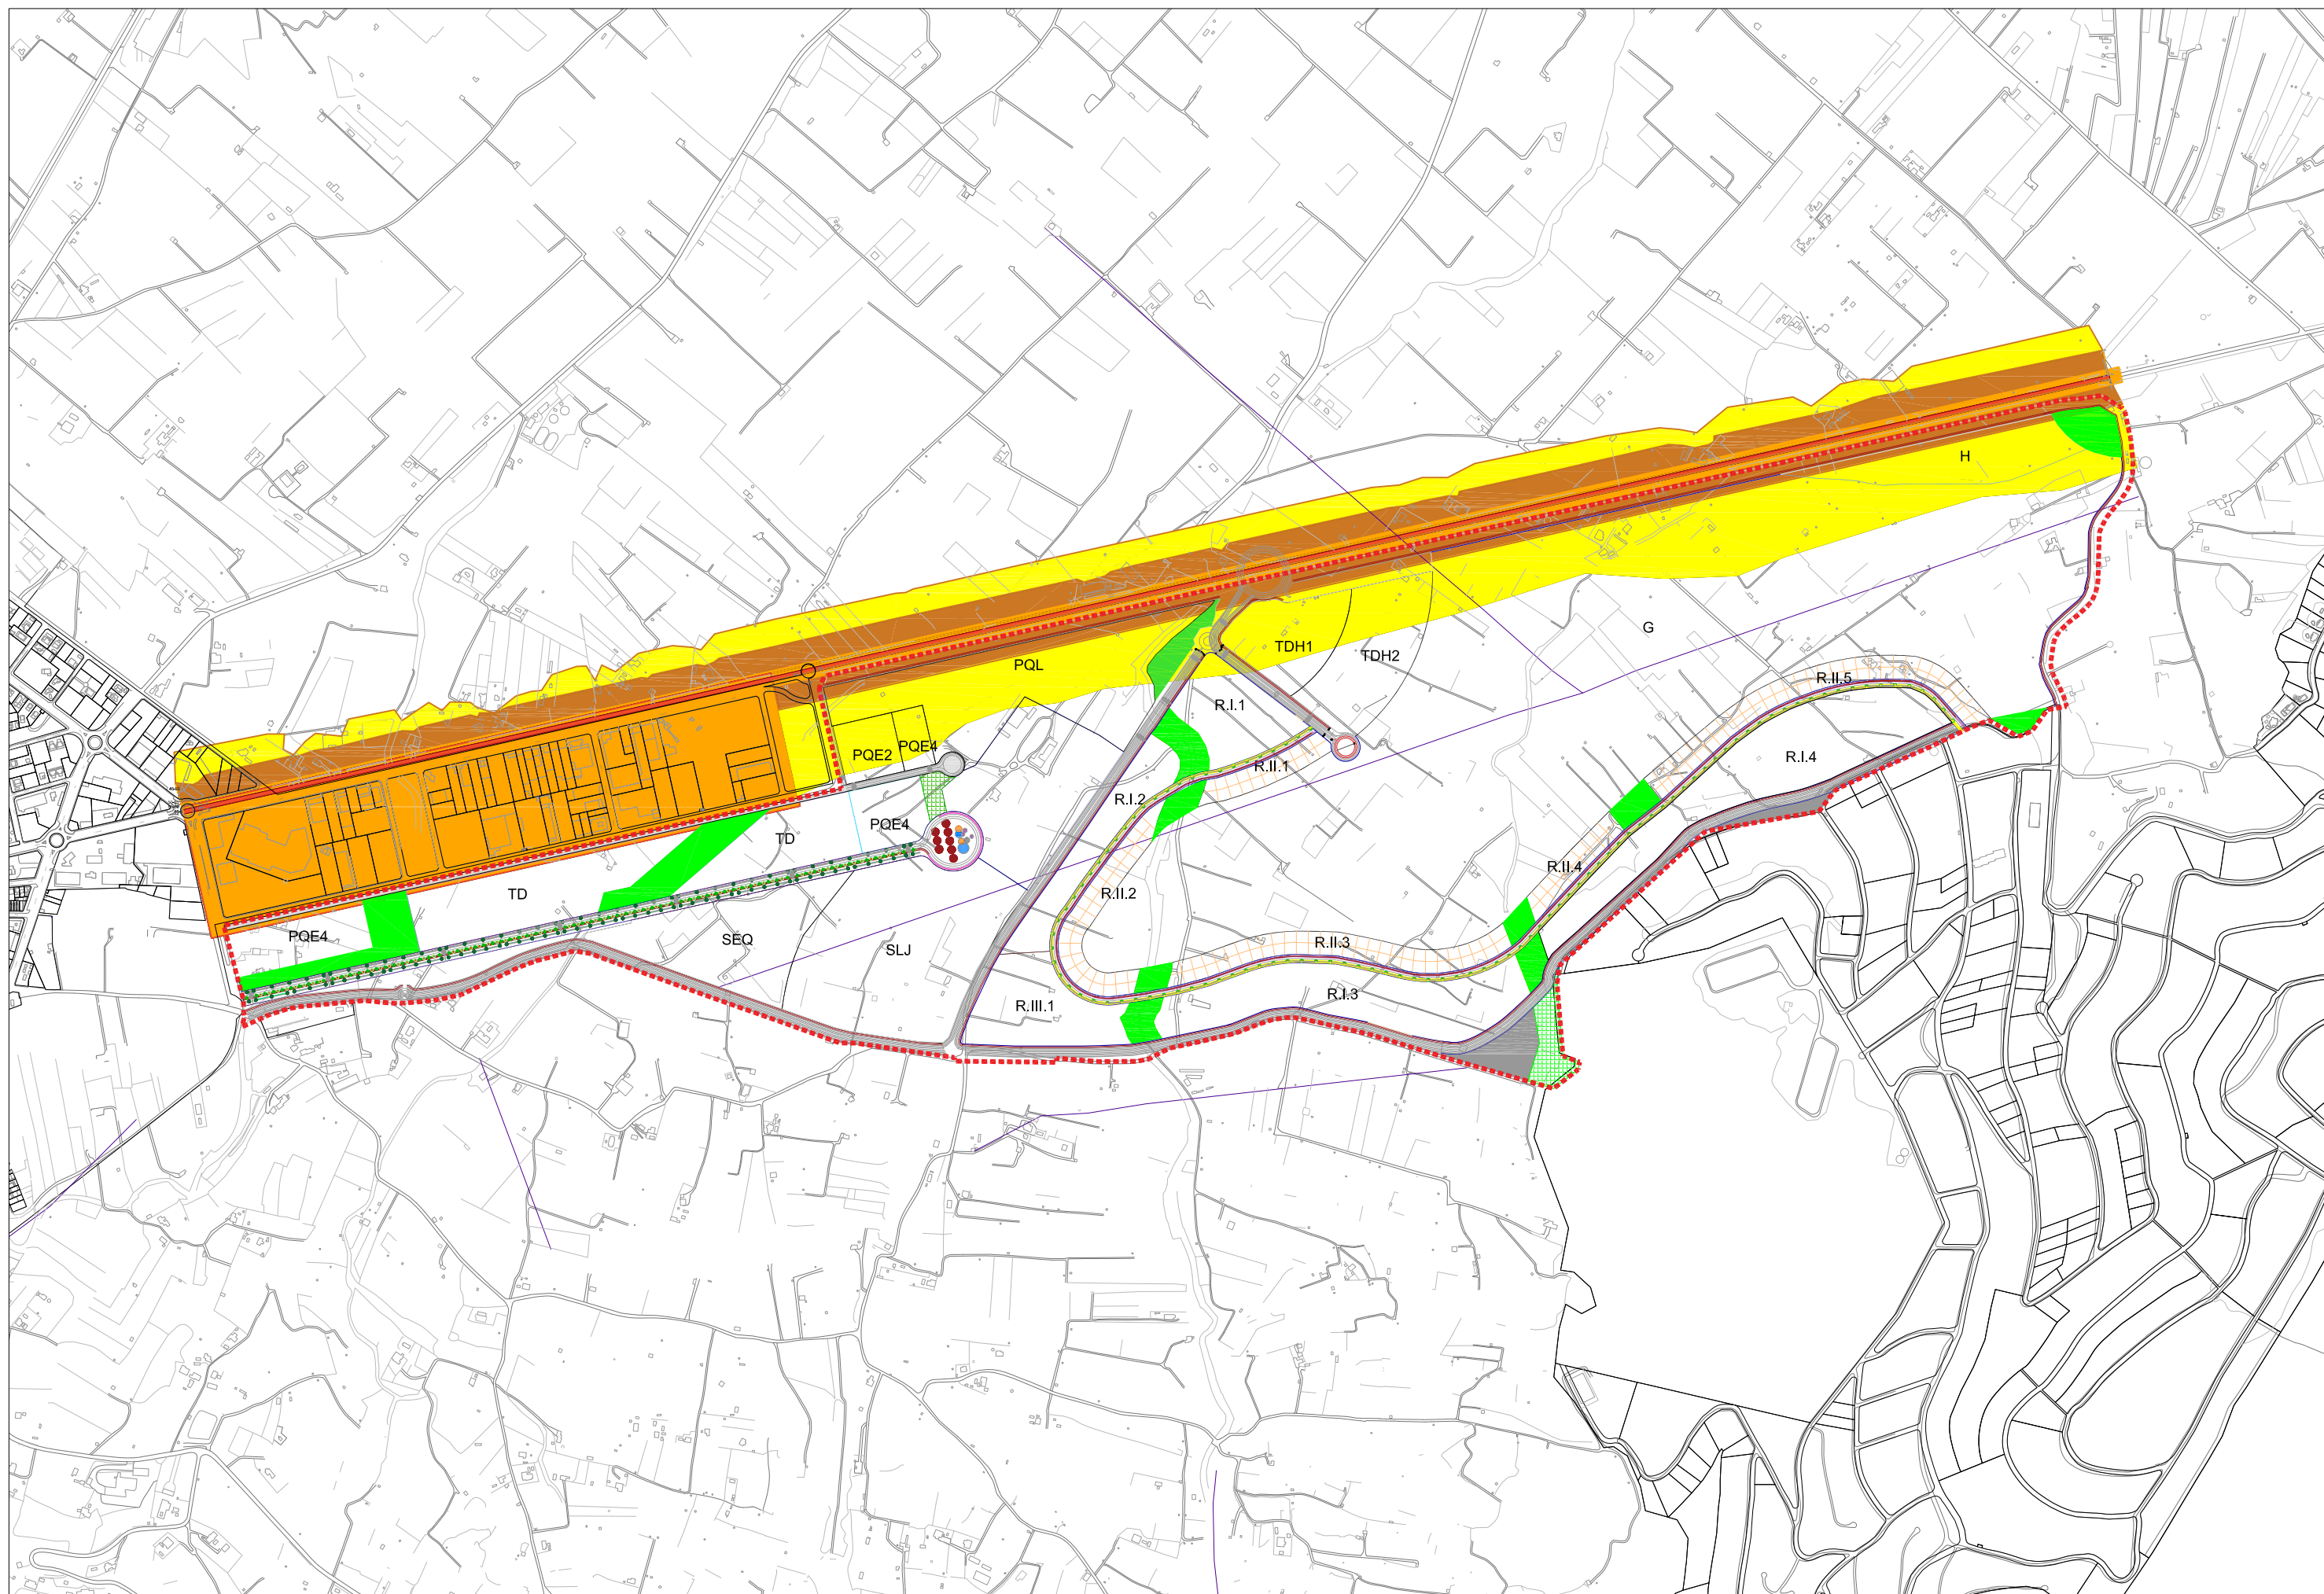 H
G
PQL
TDH1
TDH2
R.II.5
R.I.1
PQE2
PQE4
R.II.1
R.I.4
R.I.2
PQE4
TD
R.II.4
R.II.2
TD
PQE4
SEQ
SLJ
R.II.3
R.I.3
R.III.1